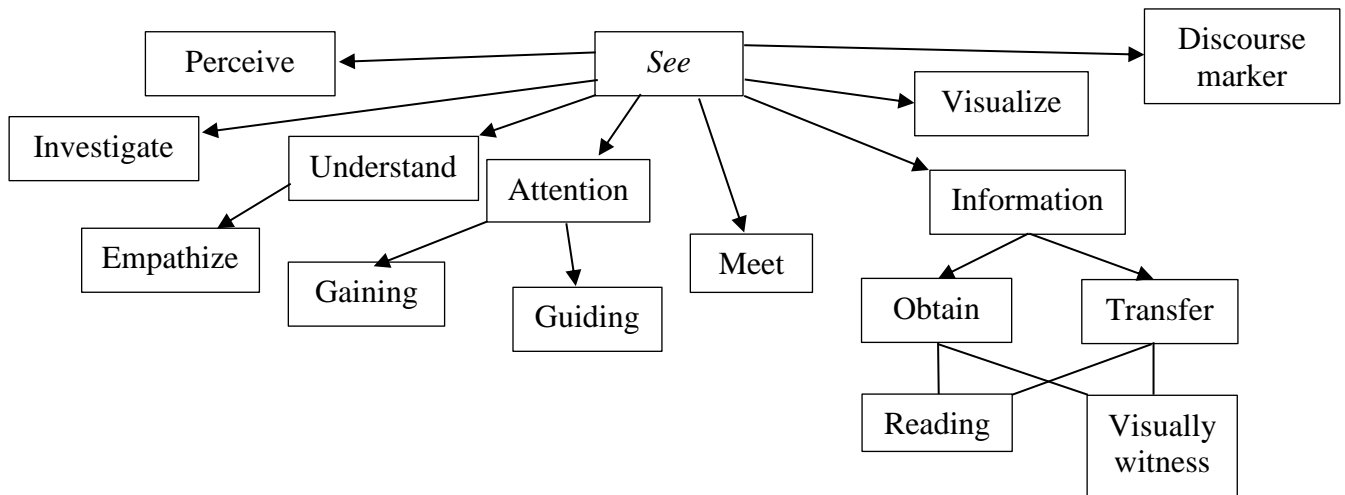 Perceive
See
Discourse
marker
Investigate
Understand
Attention
Visualize
Information
Empathize
Gaining
Guiding
Meet
Obtain
Transfer
Reading
Visually
witness